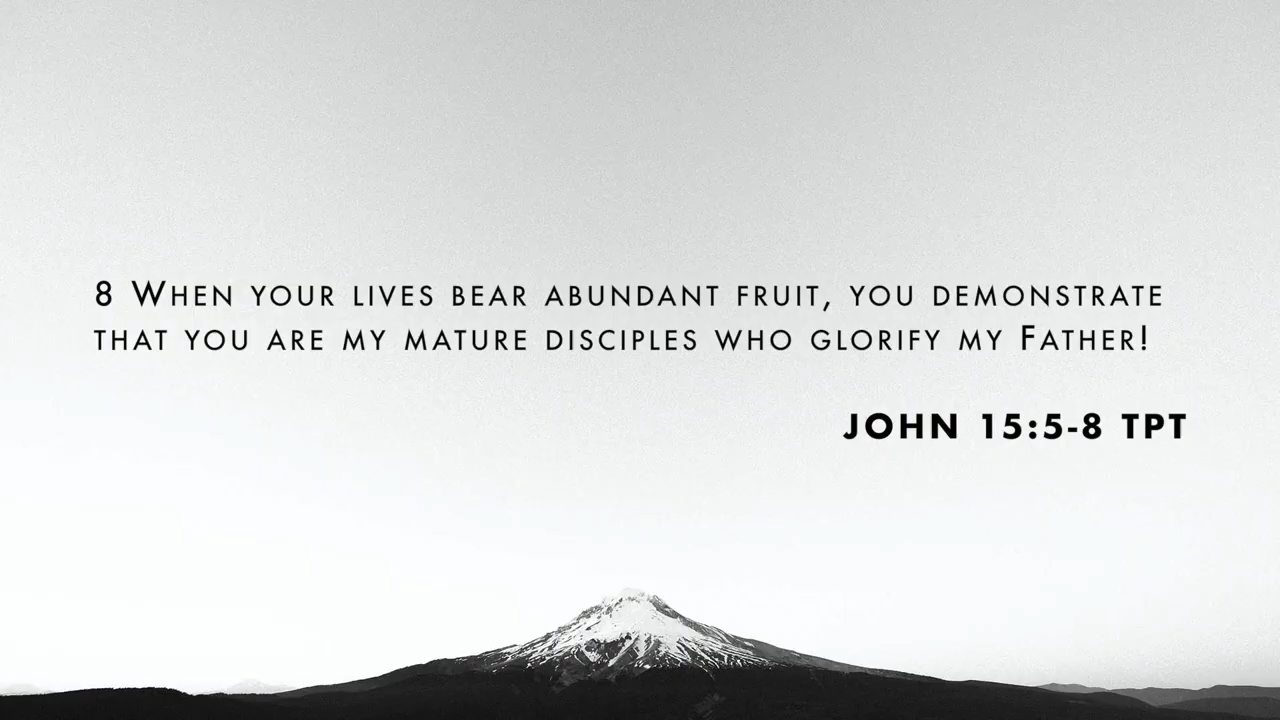 8 When your lives bear abundant fruit, you demonstrate
that you are my mature disciples who glorify my Father!
JOHN 15:5-8 TPT